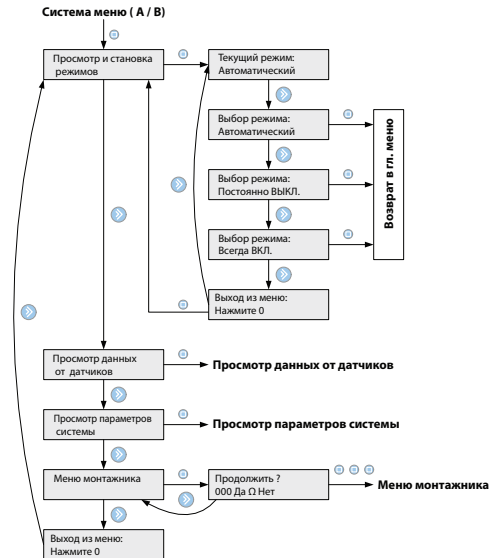 Система меню ( А / В)
Просмотр и становка
режимов
Текущий режим:
Автоматический
Выбор режима:
Автоматический
Выбор режима:
Постоянно ВЫКЛ.
Выбор режима:
Всегда ВКЛ.
Выход из меню:
Нажмите 0
Возврат в гл. меню
Просмотр данных
от датчиков
Просмотр данных от датчиков
Просмотр параметров
системы
Просмотр параметров системы
Меню монтажника
Продолжить ?
000 Да Ω Нет
Меню монтажника
Выход из меню:
Нажмите 0